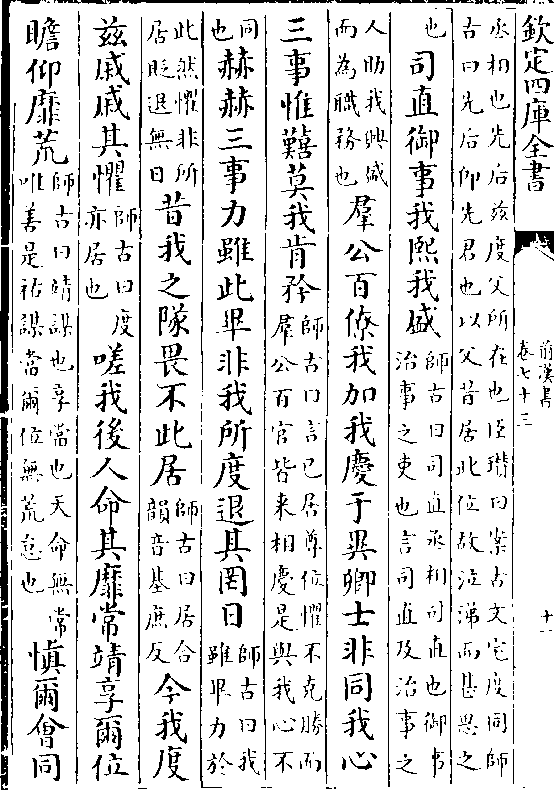 欽定四庫全書
前漢書
卷七十三
十一
丞相也先后茲度父所在也臣瓚曰案古文宅度同師
古曰先后卽先君也以父昔居此位故泣涕而甚思之
也司直御事我熙我盛師古曰司直丞相司直也御事
治事之吏也言司直及治事之
人助我興盛
而為職務也羣公百僚我加我慶于異卿士非同我心
三事惟囏莫我肯矜師古曰言已居尊位懼不克勝而
羣公百官皆来相慶是與我心不
同
也赫赫三事力雖此畢非我所度退其罔日師古曰我
雖畢力於
此然懼非所
居貶退無日昔我之隊畏不此居師古曰居合
韻音基庶反今我度
兹戚戚其懼師古曰度
亦居也嗟我後人命其靡常靖享爾位
瞻仰靡荒師古曰靖謀也享當也天命無常
唯善是祐謀當爾位無荒怠也慎爾會同